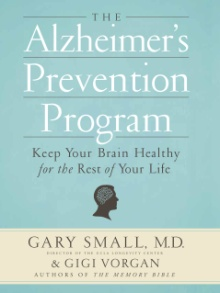 THE
Alzheimer's
Prevention
Program
Keep Your Brain Healthy
for the Rest of Your Life
GARY SMALL, M.D.
DIRECTOR OF THE UCLA LONGEVITY CENTER
& GIGI VORGAN
AUTHORS OF THE MEMORY BIBLE